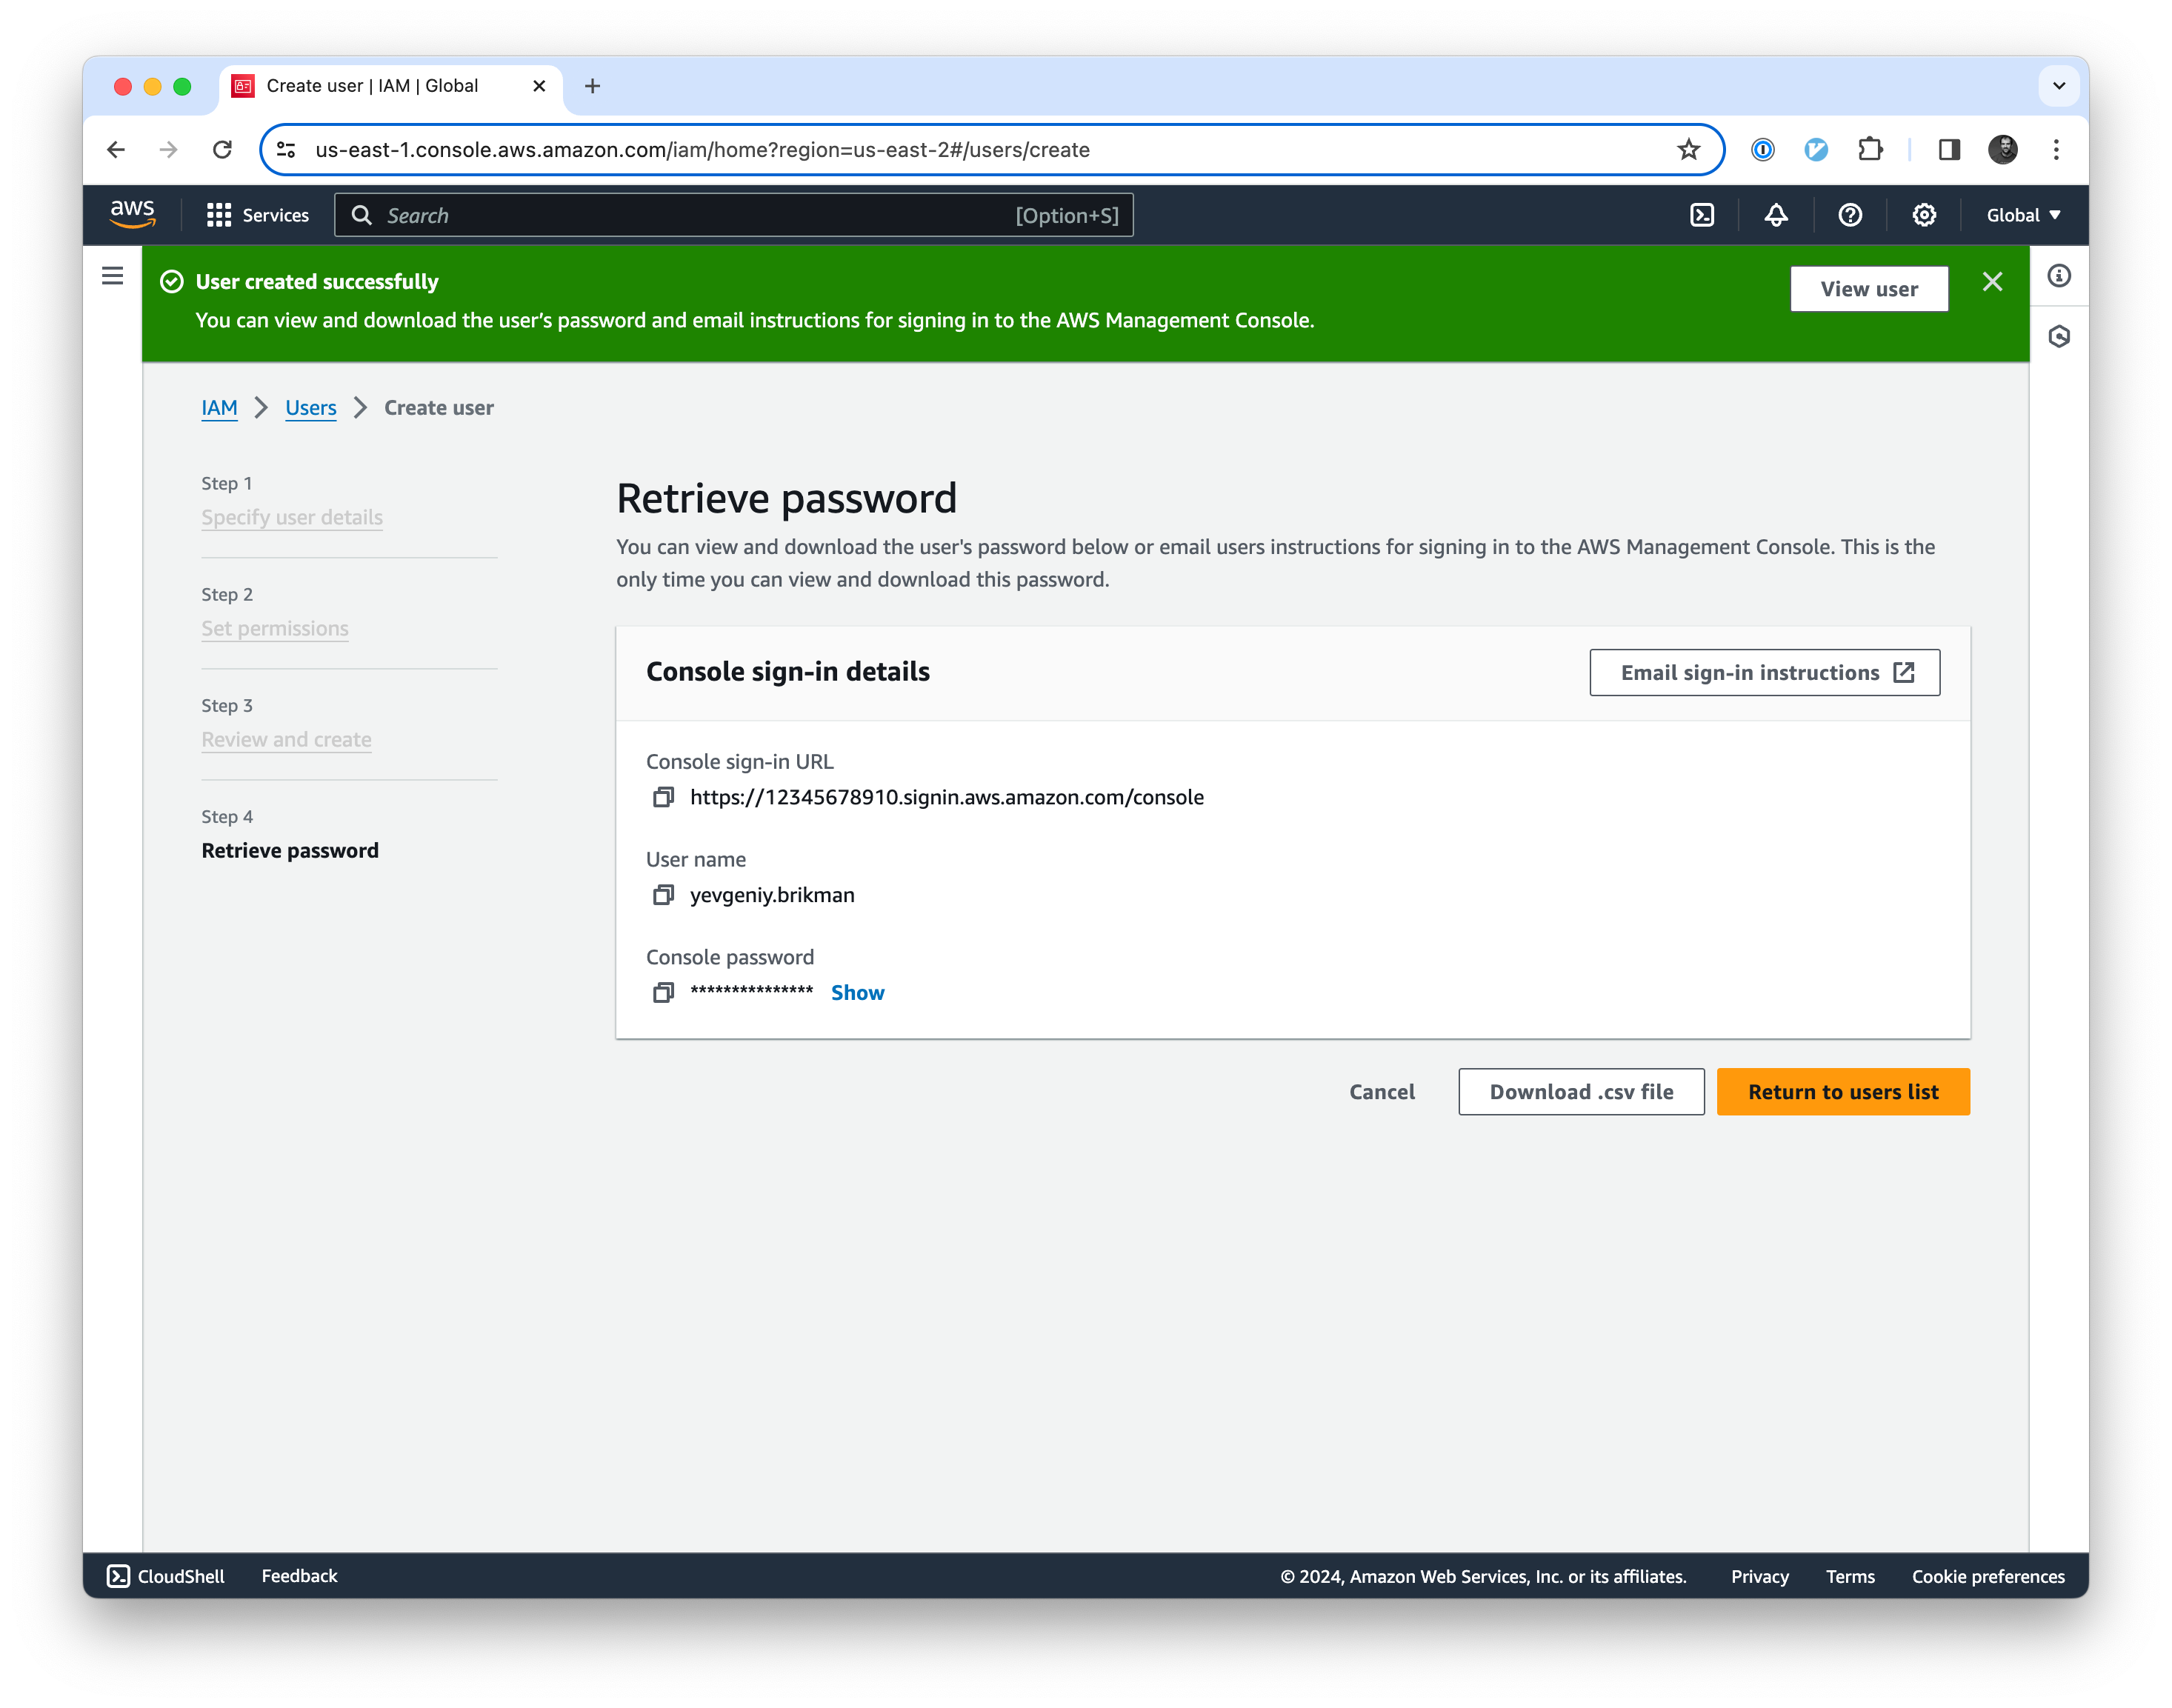 Create user | IAM | Global
us-east-1.console.aws.amazon.com/iam/home?region=us-east-2#/users/create
aws
Services
Search
[Option+S]
Global
User created successfully
View user
You can view and download the user’s password and email instructions for signing in to the AWS Management Console.
IAM
Users
Create user
Step 1
Specify user details
Step 2
Set permissions
Step 3
Review and create
Step 4
Retrieve password
Retrieve password
You can view and download the user's password below or email users instructions for signing in to the AWS Management Console. This is the
only time you can view and download this password.
Console sign-in details
Email sign-in instructions
Console sign-in URL
https://12345678910.signin.aws.amazon.com/console
User name
yevgeniy.brikman
Console password
*************** Show
Cancel
Download .csv file
Return to users list
CloudShell
Feedback
© 2024, Amazon Web Services, Inc. or its affiliates.
Privacy
Terms
Cookie preferences